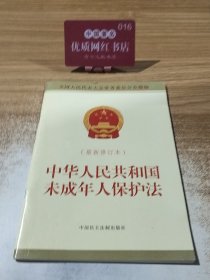 016
优质网红书店
全国人民代表大会常务委员会公报版
(最新修订本)
中华人民共和国
未成年人保护法
中国民主法制出版社